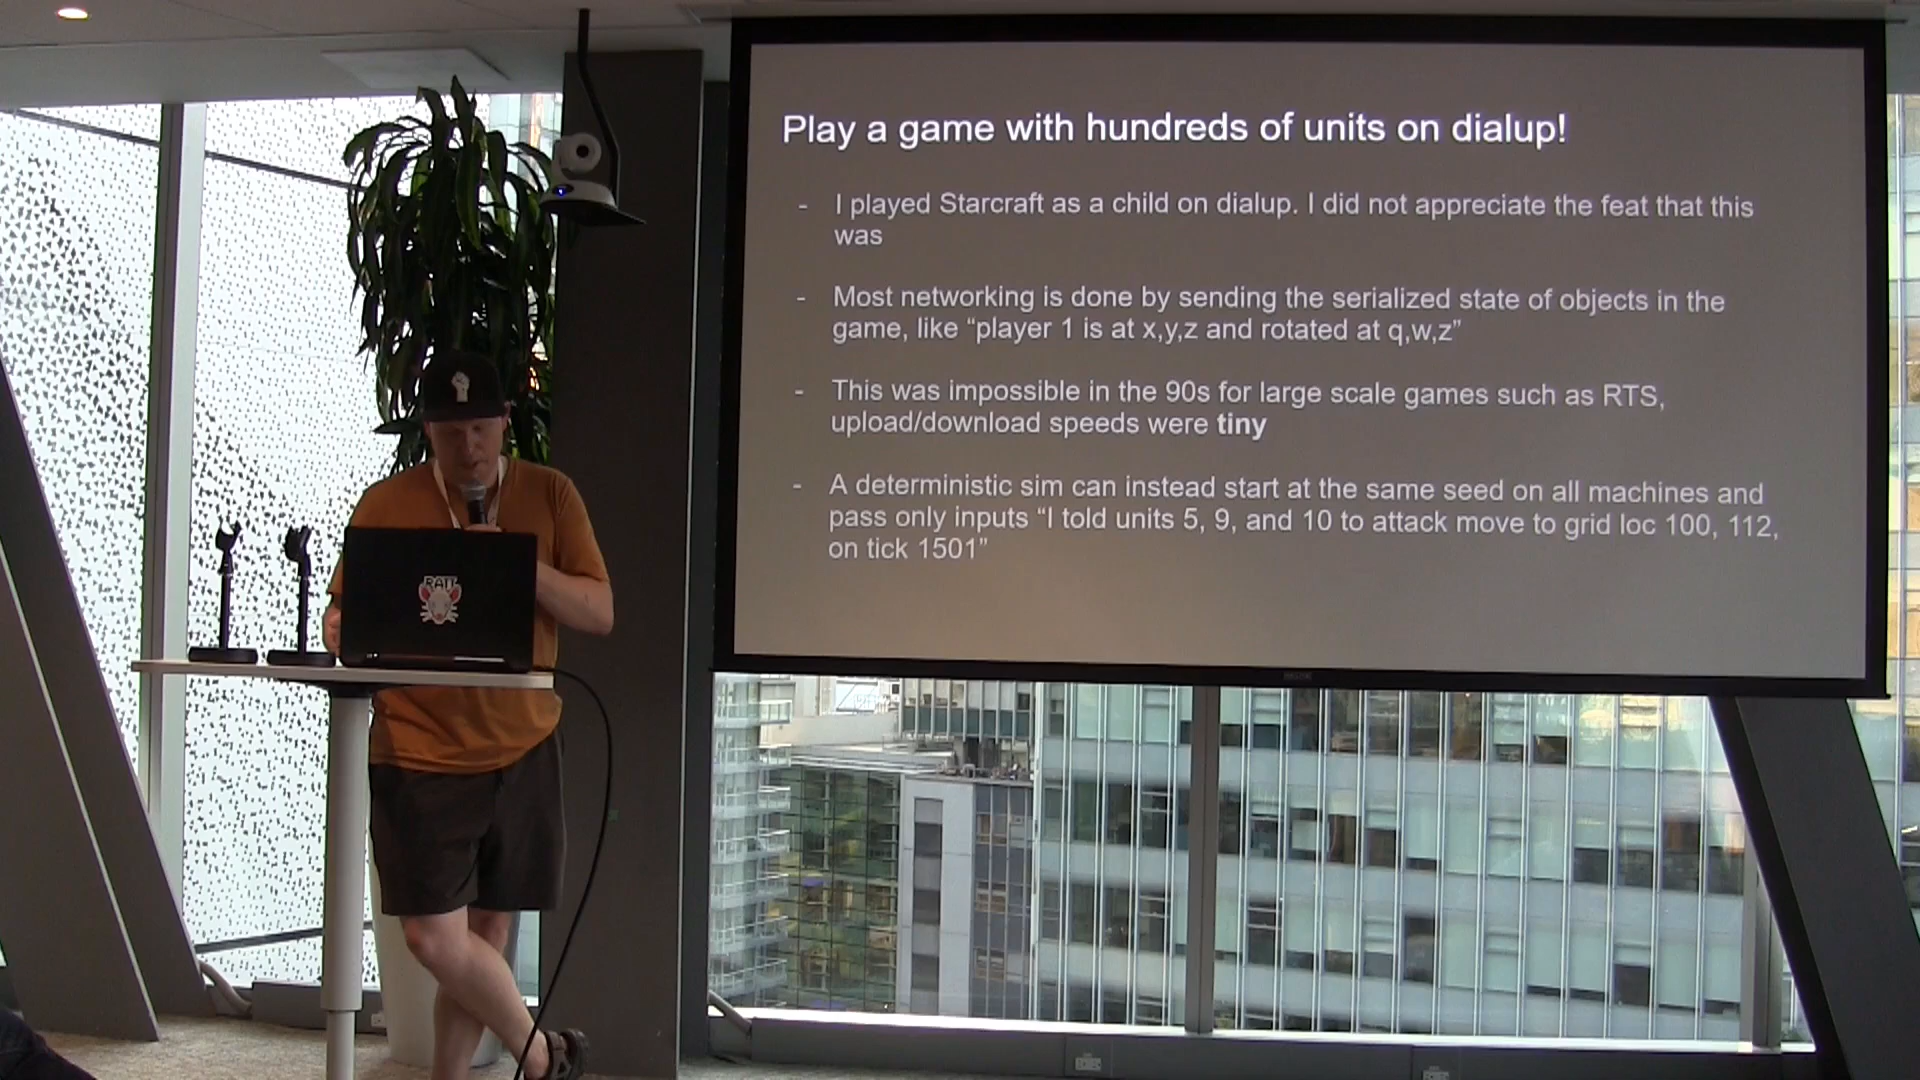 Play a game with hundreds of units on dialup!
- I played Starcraft as a child on dialup. I did not appreciate the feat that this
was
- Most networking is done by sending the serialized state of objects in the
game, like “player 1 is at x,y,z and rotated at q,w,z”
- This was impossible in the 90s for large scale games such as RTS,
upload/download speeds were tiny
- A deterministic sim can instead start at the same seed on all machines and
pass only inputs “I told units 5, 9, and 10 to attack move to grid loc 100, 112,
on tick 1501”
RATT